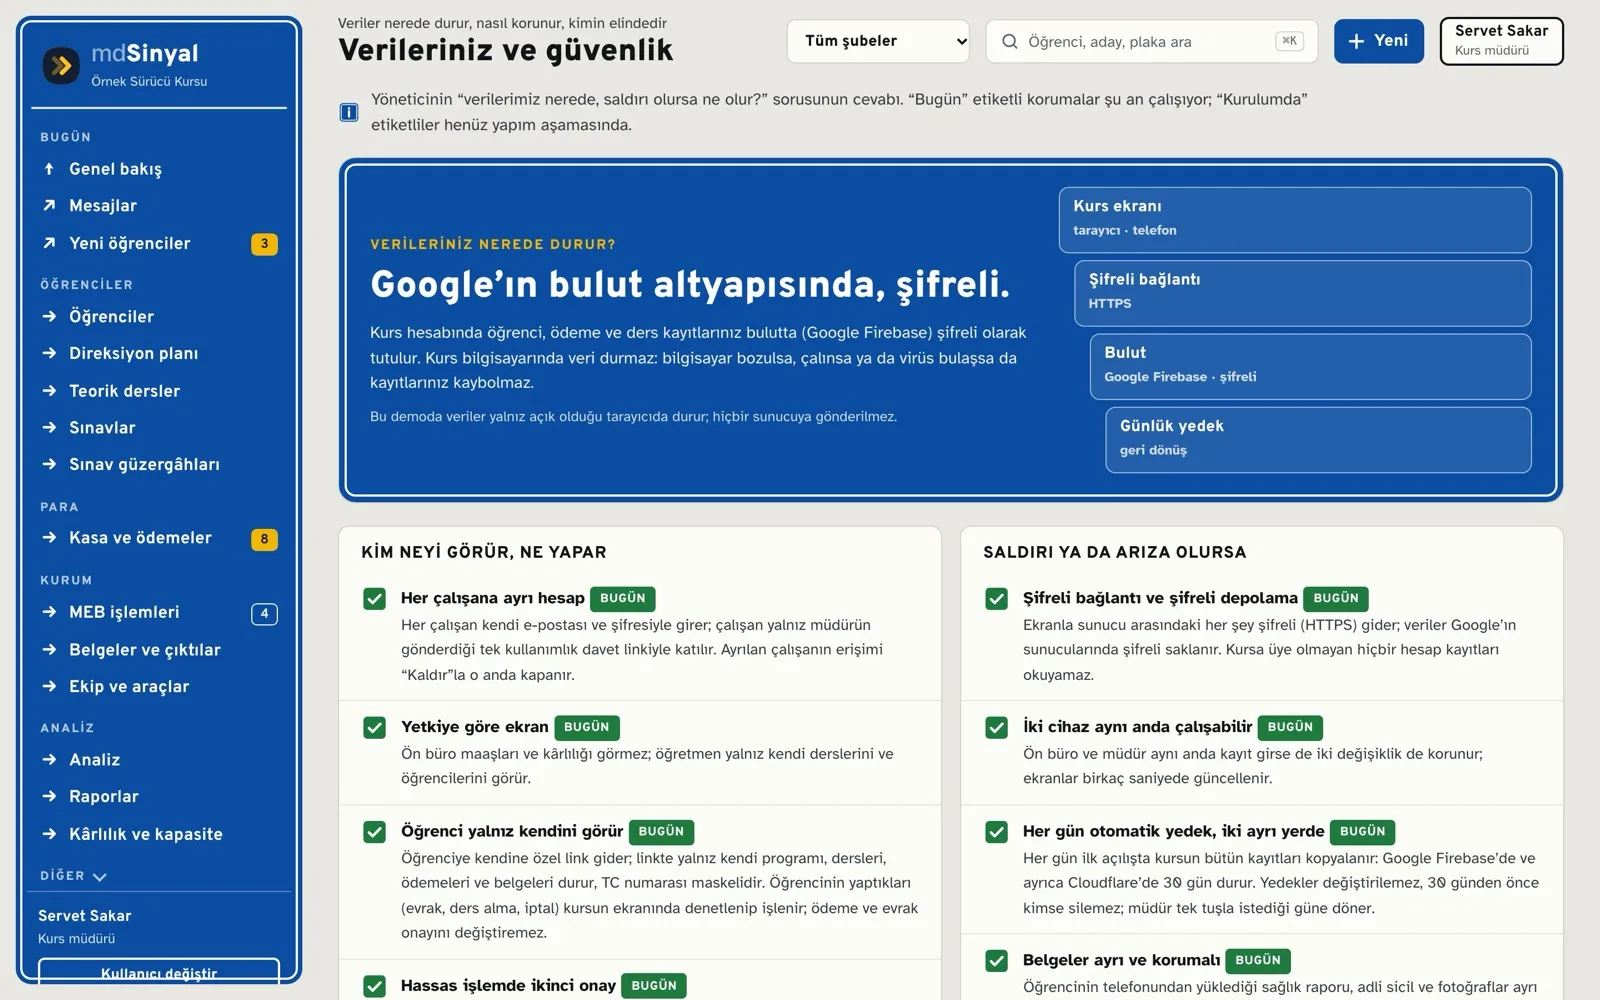 mdSinyal
Örnek Sürücü Kursu
BUGÜN
Genel bakış
Mesajlar
Yeni öğrenciler 3
ÖĞRENCİLER
Öğrenciler
Direksiyon planı
Teorik dersler
Sınavlar
Sınav güzergâhları
PARA
Kasa ve ödemeler 8
KURUM
MEB işlemleri 4
Belgeler ve çıktılar
Ekip ve araçlar
ANALİZ
Analiz
Raporlar
Kârlılık ve kapasite
DİĞER
Servet Sakar
Kurs müdürü
Kullanıcı değiştir
Veriler nerede durur, nasıl korunur, kimin elindedir
Verileriniz ve güvenlik
Tüm şubeler
Öğrenci, aday, plaka ara ⌘K
+ Yeni
Servet Sakar
Kurs müdürü
Yöneticinin “verilerimiz nerede, saldırı olursa ne olur?” sorusunun cevabı. “Bugün” etiketli korumalar şu an çalışıyor; “Kurulumda”
etiketliler henüz yapım aşamasında.
VERİLERİNİZ NEREDE DURUR?
Google’ın bulut altyapısında, şifreli.
Kurs hesabında öğrenci, ödeme ve ders kayıtlarınız bulutta (Google Firebase) şifreli olarak
tutulur. Kurs bilgisayarında veri durmaz: bilgisayar bozulsa, çalınsa ya da virüs bulaşsa da
kayıtlarınız kaybolmaz.
Bu demoda veriler yalnız açık olduğu tarayıcıda durur; hiçbir sunucuya gönderilmez.
Kurs ekranı
tarayıcı · telefon
Şifreli bağlantı
HTTPS
Bulut
Google Firebase · şifreli
Günlük yedek
geri dönüş
KİM NEYİ GÖRÜR, NE YAPAR
Her çalışana ayrı hesap BUGÜN
Her çalışan kendi e-postası ve şifresiyle girer; çalışan yalnız müdürün
gönderdiği tek kullanımlık davet linkiyle katılır. Ayrılan çalışanın erişimi
“Kaldır”la o anda kapanır.
Yetkiye göre ekran BUGÜN
Ön büro maaşları ve kârlılığı görmez; öğretmen yalnız kendi derslerini ve
öğrencilerini görür.
Öğrenci yalnız kendini görür BUGÜN
Öğrenciye kendine özel link gider; linkte yalnız kendi programı, dersleri,
ödemeleri ve belgeleri durur, TC numarası maskelidir. Öğrencinin yaptıkları
(evrak, ders alma, iptal) kursun ekranında denetlenip işlenir; ödeme ve evrak
onayını değiştiremez.
Hassas işlemde ikinci onay BUGÜN
SALDIRI YA DA ARIZA OLURSA
Şifreli bağlantı ve şifreli depolama BUGÜN
Ekranla sunucu arasındaki her şey şifreli (HTTPS) gider; veriler Google’ın
sunucularında şifreli saklanır. Kursa üye olmayan hiçbir hesap kayıtları
okuyamaz.
İki cihaz aynı anda çalışabilir BUGÜN
Ön büro ve müdür aynı anda kayıt girse de iki değişiklik de korunur;
ekranlar birkaç saniyede güncellenir.
Her gün otomatik yedek, iki ayrı yerde BUGÜN
Her gün ilk açılışta kursun bütün kayıtları kopyalanır: Google Firebase’de ve
ayrıca Cloudflare’de 30 gün durur. Yedekler değiştirilemez, 30 günden önce
kimse silemez; müdür tek tuşla istediği güne döner.
Belgeler ayrı ve korumalı BUGÜN
Öğrencinin telefonundan yüklediği sağlık raporu, adli sicil ve fotoğraflar ayrı